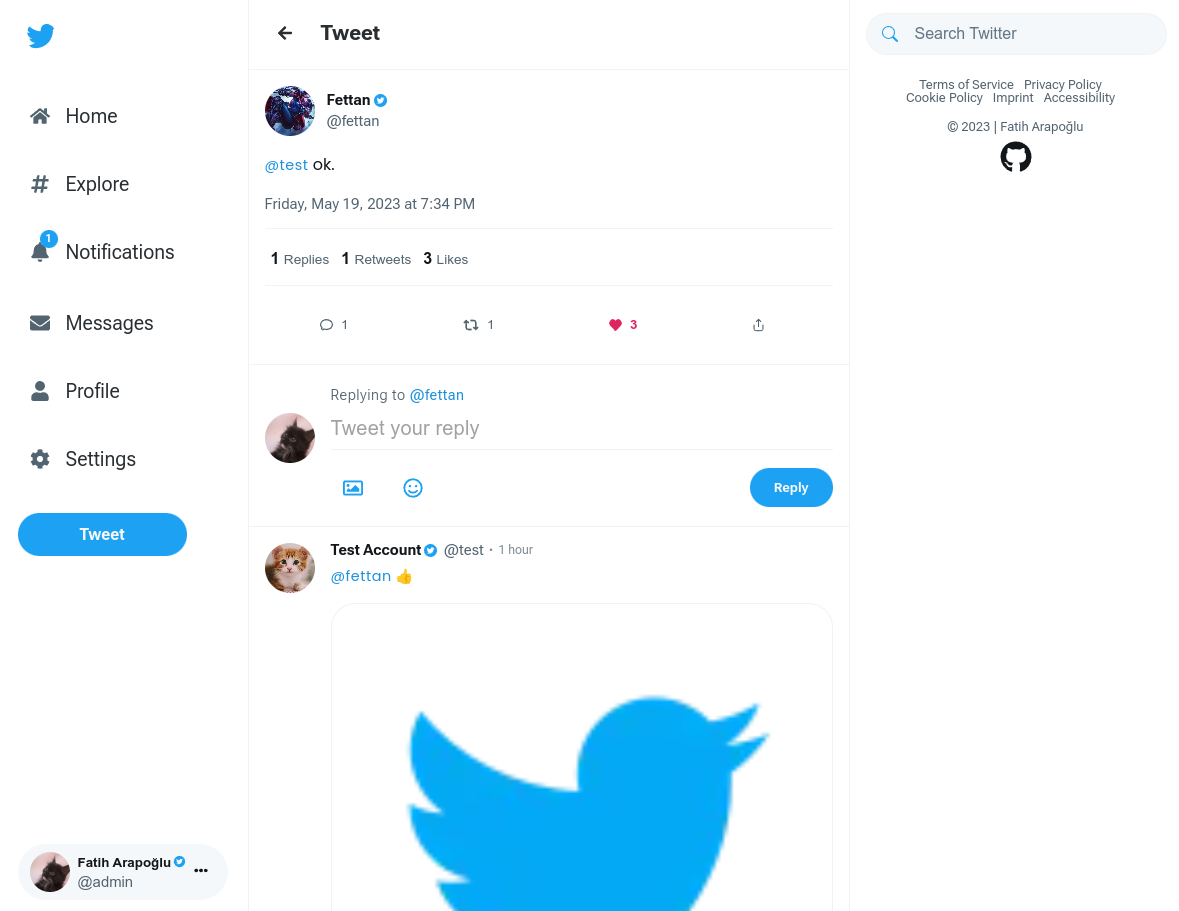 Home
Explore
1
Notifications
Messages
Profile
Settings
Tweet
Fatih Arapoğlu
@admin
Tweet
Fettan
@fettan
@test ok.
Friday, May 19, 2023 at 7:34 PM
1 Replies 1 Retweets 3 Likes
1 1 3
Replying to @fettan
Tweet your reply
Reply
Test Account @test · 1 hour
@fettan 👍
Search Twitter
Terms of Service Privacy Policy
Cookie Policy Imprint Accessibility
© 2023 | Fatih Arapoğlu